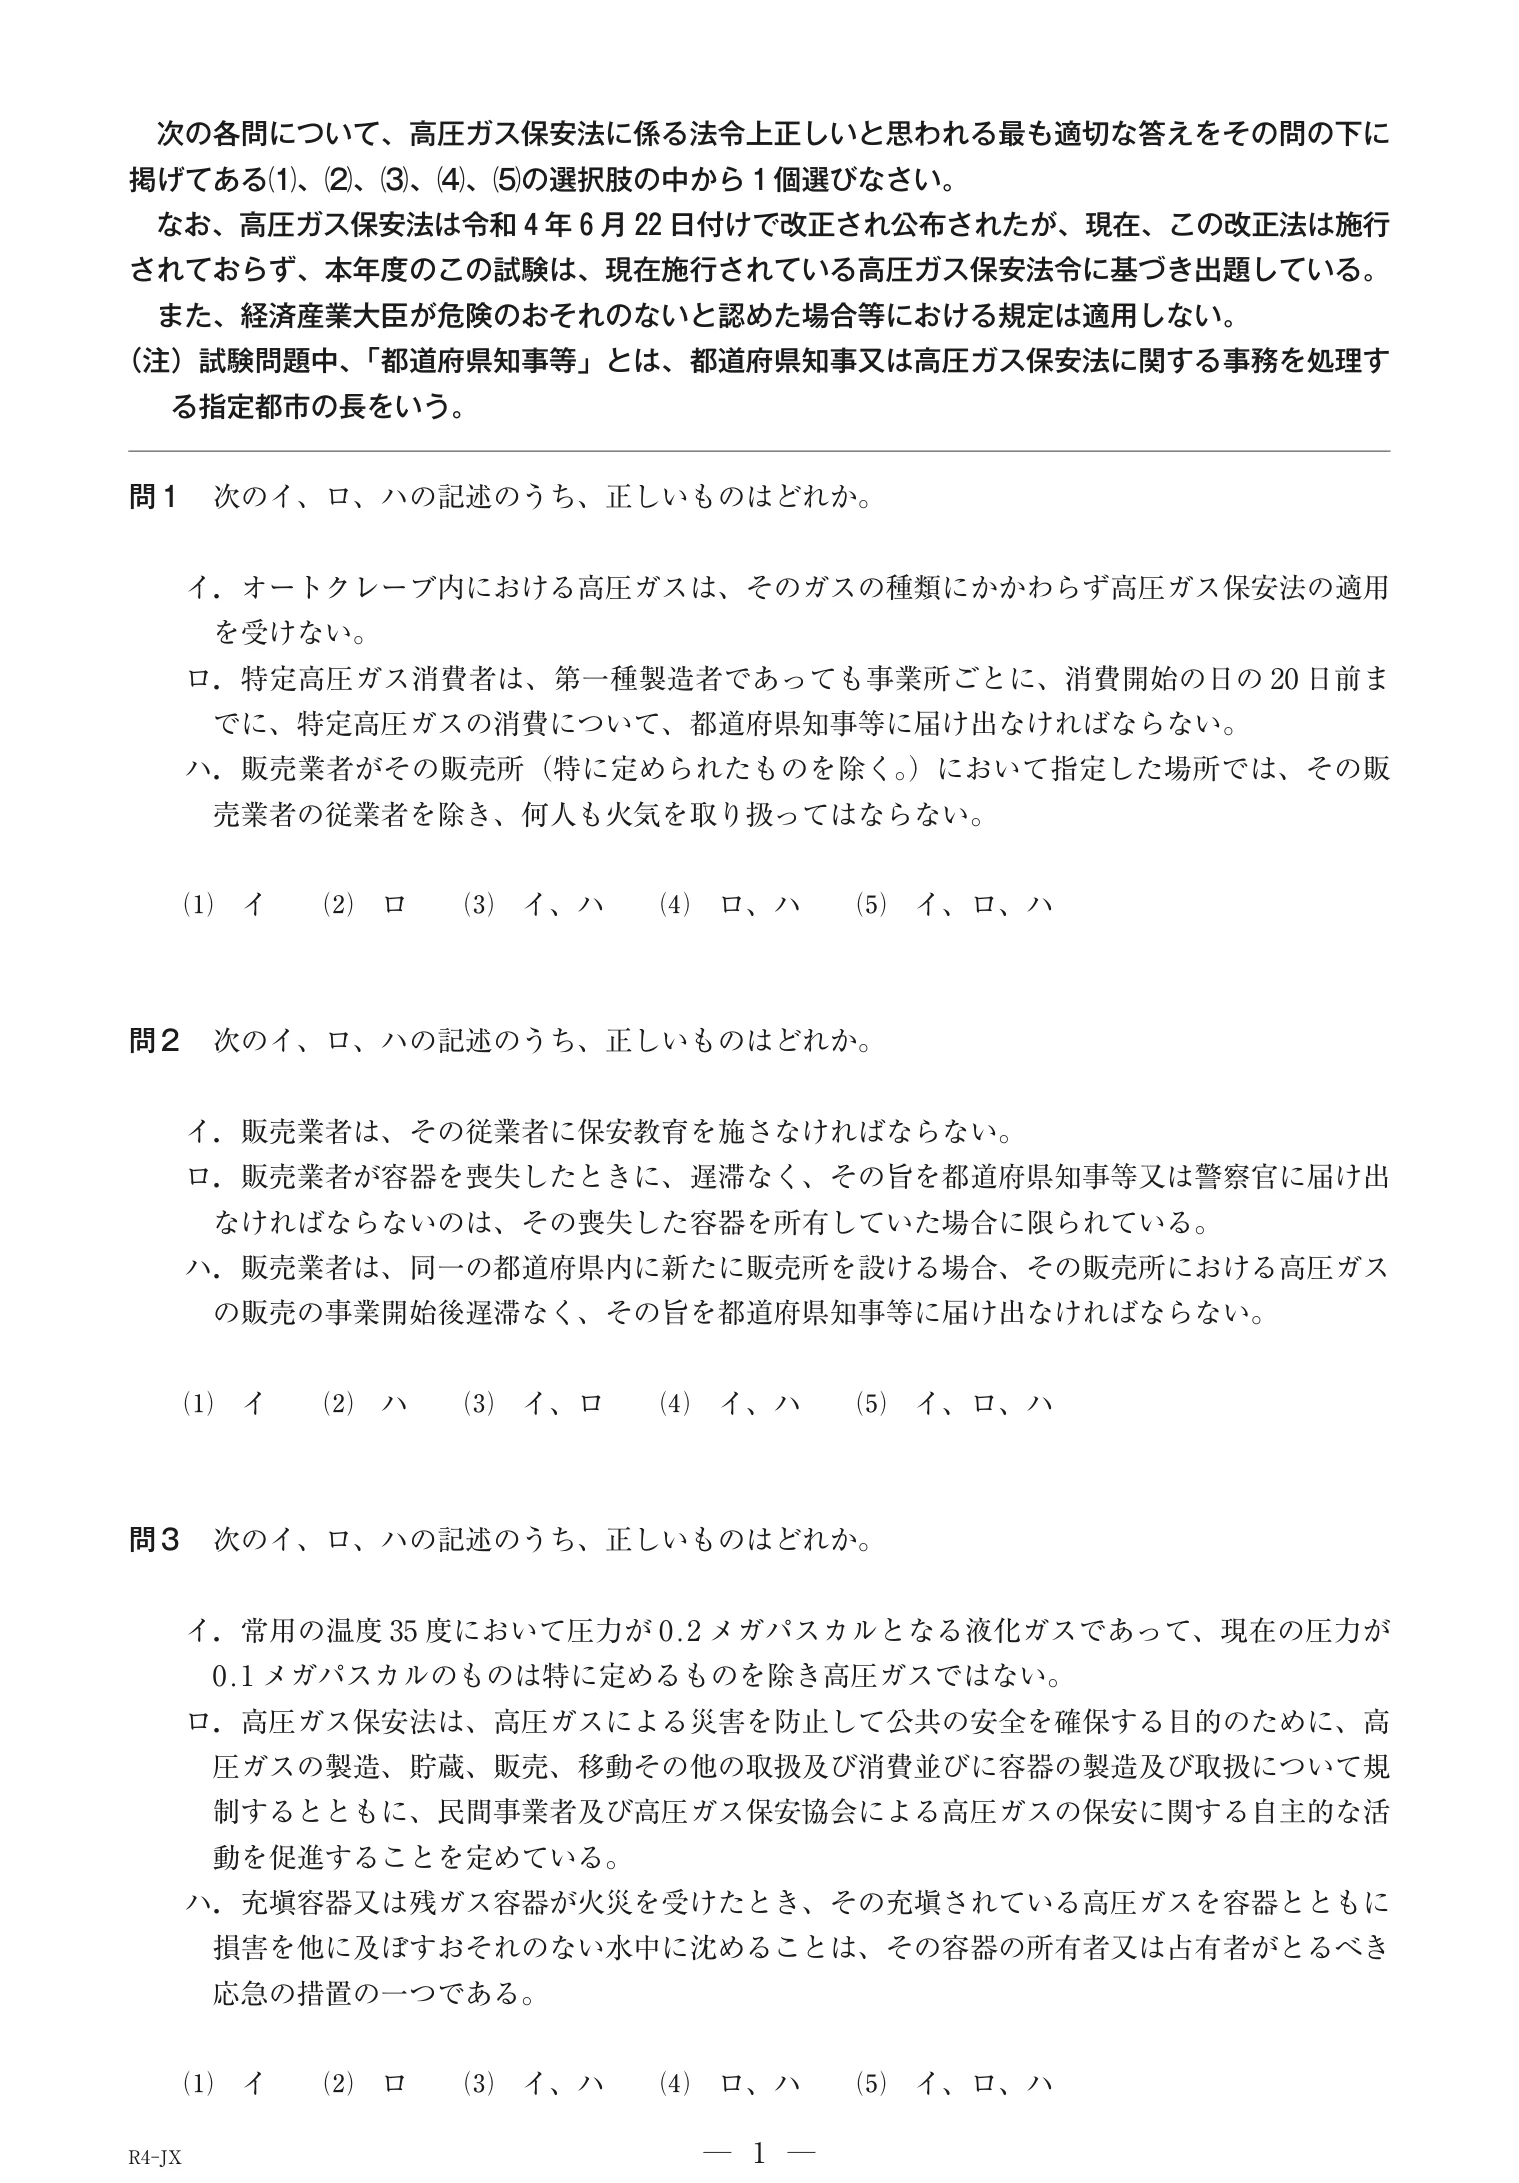 次の各問について、高圧ガス保安法に係る法令上正しいと思われる最も適切な答えをその問の下に
掲げてある⑴、⑵、⑶、⑷、⑸の選択肢の中から1個選びなさい。
なお、高圧ガス保安法は令和4年6月22日付けで改正され公布されたが、現在、この改正法は施行
されておらず、本年度のこの試験は、現在施行されている高圧ガス保安法令に基づき出題している。
また、経済産業大臣が危険のおそれのないと認めた場合等における規定は適用しない。
(注)試験問題中、「都道府県知事等」とは、都道府県知事又は高圧ガス保安法に関する事務を処理す
る指定都市の長をいう。
問1 次のイ、ロ、ハの記述のうち、正しいものはどれか。
イ.オートクレーブ内における高圧ガスは、そのガスの種類にかかわらず高圧ガス保安法の適用
を受けない。
ロ.特定高圧ガス消費者は、第一種製造者であっても事業所ごとに、消費開始の日の20日前ま
でに、特定高圧ガスの消費について、都道府県知事等に届け出なければならない。
ハ.販売業者がその販売所(特に定められたものを除く。)において指定した場所では、その販
売業者の従業者を除き、何人も火気を取り扱ってはならない。
⑴ イ ⑵ ロ ⑶ イ、ハ ⑷ ロ、ハ ⑸ イ、ロ、ハ
問2 次のイ、ロ、ハの記述のうち、正しいものはどれか。
イ.販売業者は、その従業者に保安教育を施さなければならない。
ロ.販売業者が容器を喪失したときに、遅滞なく、その旨を都道府県知事等又は警察官に届け出
なければならないのは、その喪失した容器を所有していた場合に限られている。
ハ.販売業者は、同一の都道府県内に新たに販売所を設ける場合、その販売所における高圧ガス
の販売の事業開始後遅滞なく、その旨を都道府県知事等に届け出なければならない。
⑴ イ ⑵ ハ ⑶ イ、ロ ⑷ イ、ハ ⑸ イ、ロ、ハ
問3 次のイ、ロ、ハの記述のうち、正しいものはどれか。
イ.常用の温度35度において圧力が0.2メガパスカルとなる液化ガスであって、現在の圧力が
0.1メガパスカルのものは特に定めるものを除き高圧ガスではない。
ロ.高圧ガス保安法は、高圧ガスによる災害を防止して公共の安全を確保する目的のために、高
圧ガスの製造、貯蔵、販売、移動その他の取扱及び消費並びに容器の製造及び取扱について規
制するとともに、民間事業者及び高圧ガス保安協会による高圧ガスの保安に関する自主的な活
動を促進することを定めている。
ハ.充塡容器又は残ガス容器が火災を受けたとき、その充塡されている高圧ガスを容器とともに
損害を他に及ぼすおそれのない水中に沈めることは、その容器の所有者又は占有者がとるべき
応急の措置の一つである。
⑴ イ ⑵ ロ ⑶ イ、ハ ⑷ ロ、ハ ⑸ イ、ロ、ハ
R4-JX
― 1 ―